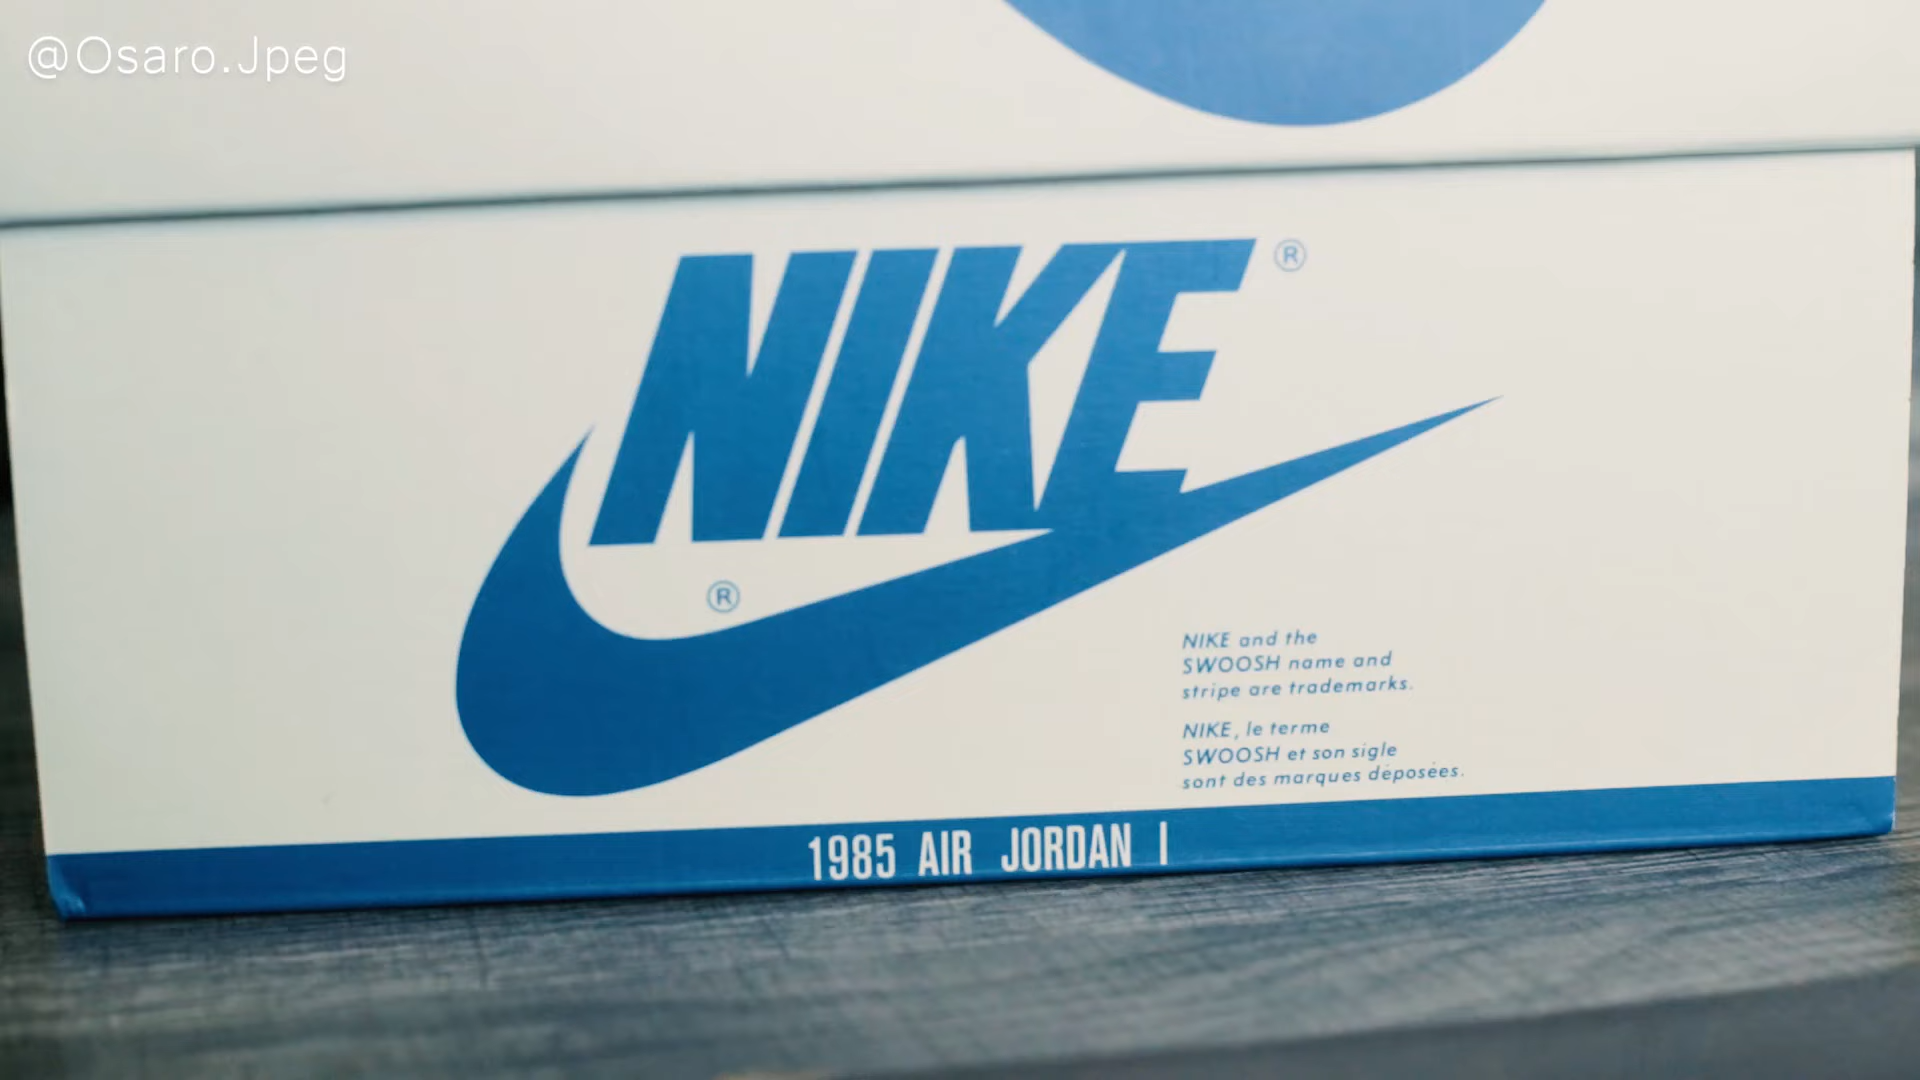 @Osaro.Jpeg
NIKE®
®
NIKE and the
SWOOSH name and
stripe are trademarks.
NIKE, le terme
SWOOSH et son sigle
sont des marques déposées.
1985 AIR JORDAN I